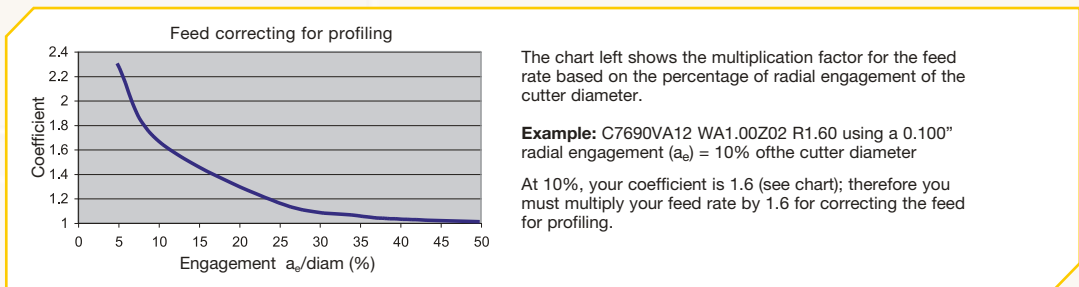 Feed correcting for profiling
2.4
2.2
2
1.8
1.6
1.4
1.2
1
Coefficient
0 5 10 15 20 25 30 35 40 45 50
Engagement aₑ/diam (%)
The chart left shows the multiplication factor for the feed
rate based on the percentage of radial engagement of the
cutter diameter.
Example: C7690VA12 WA1.00Z02 R1.60 using a 0.100”
radial engagement (aₑ) = 10% ofthe cutter diameter
At 10%, your coefficient is 1.6 (see chart); therefore you
must multiply your feed rate by 1.6 for correcting the feed
for profiling.